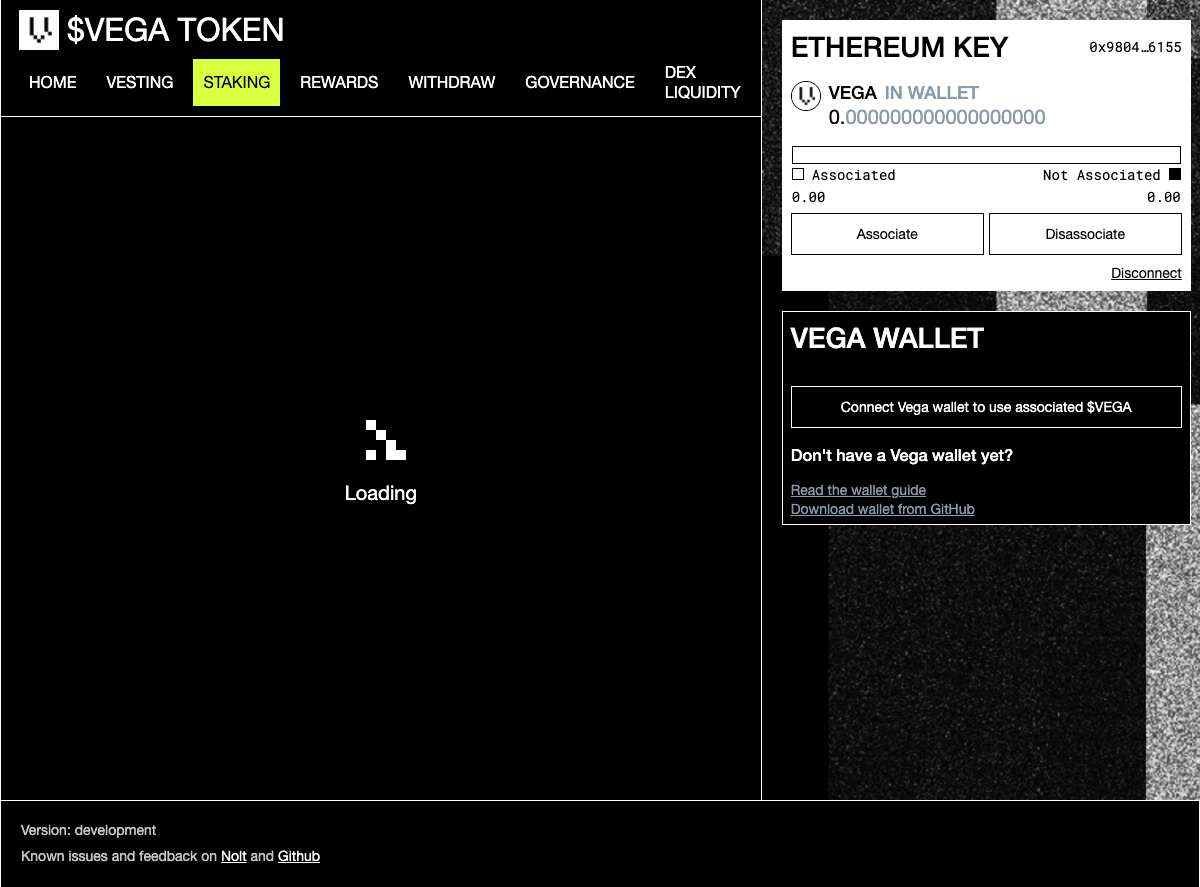 $VEGA TOKEN
HOME VESTING STAKING REWARDS WITHDRAW GOVERNANCE DEX
LIQUIDITY
Loading
ETHEREUM KEY 0x9804…6155
VEGA IN WALLET
0.000000000000000000
Associated Not Associated
0.00 0.00
Associate Disassociate
Disconnect
VEGA WALLET
Connect Vega wallet to use associated $VEGA
Don't have a Vega wallet yet?
Read the wallet guide
Download wallet from GitHub
Version: development
Known issues and feedback on Nolt and Github